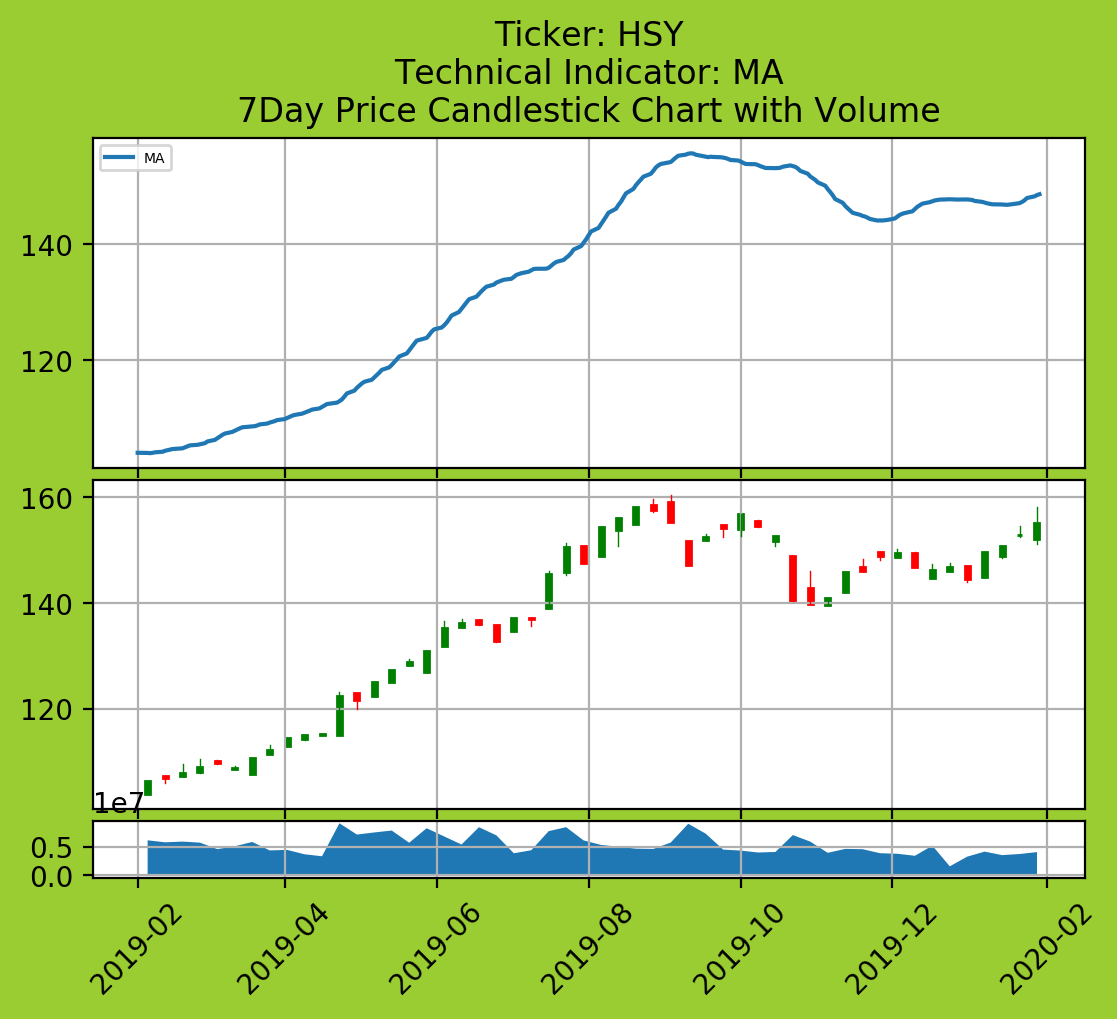 Ticker: HSY
Technical Indicator: MA
7Day Price Candlestick Chart with Volume
MA
140
120
160
140
120
1e7
0.5
0.0
2019-02
2019-04
2019-06
2019-08
2019-10
2019-12
2020-02